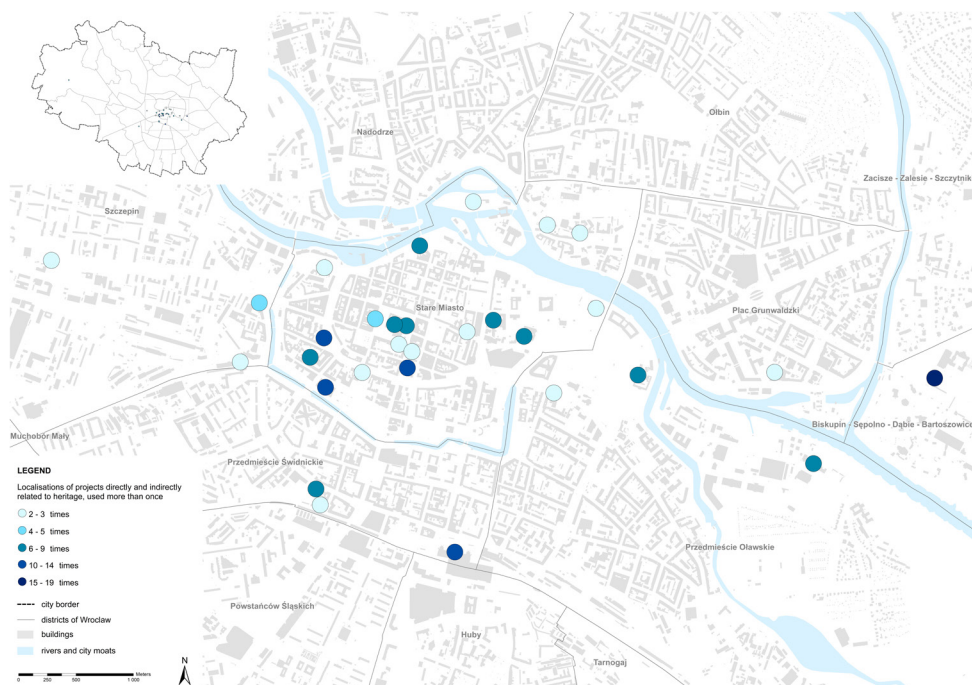 Nadodrze
Ołbin
Zacisze - Zalesie - Szczytnik
Szczepin
Stare Miasto
Plac Grunwaldzki
Muchobór Mały
Biskupin - Sępolno - Dąbie - Bartoszowice
Przedmieście Świdnickie
Przedmieście Oławskie
Powstańców Śląskich
Huby
Tarnogaj
LEGEND
Localisations of projects directly and indirectly
related to heritage, used more than once
2 - 3 times
4 - 5 times
6 - 9 times
10 - 14 times
15 - 19 times
city border
districts of Wroclaw
buildings
rivers and city moats
0 250 500 1 000 Meters
N